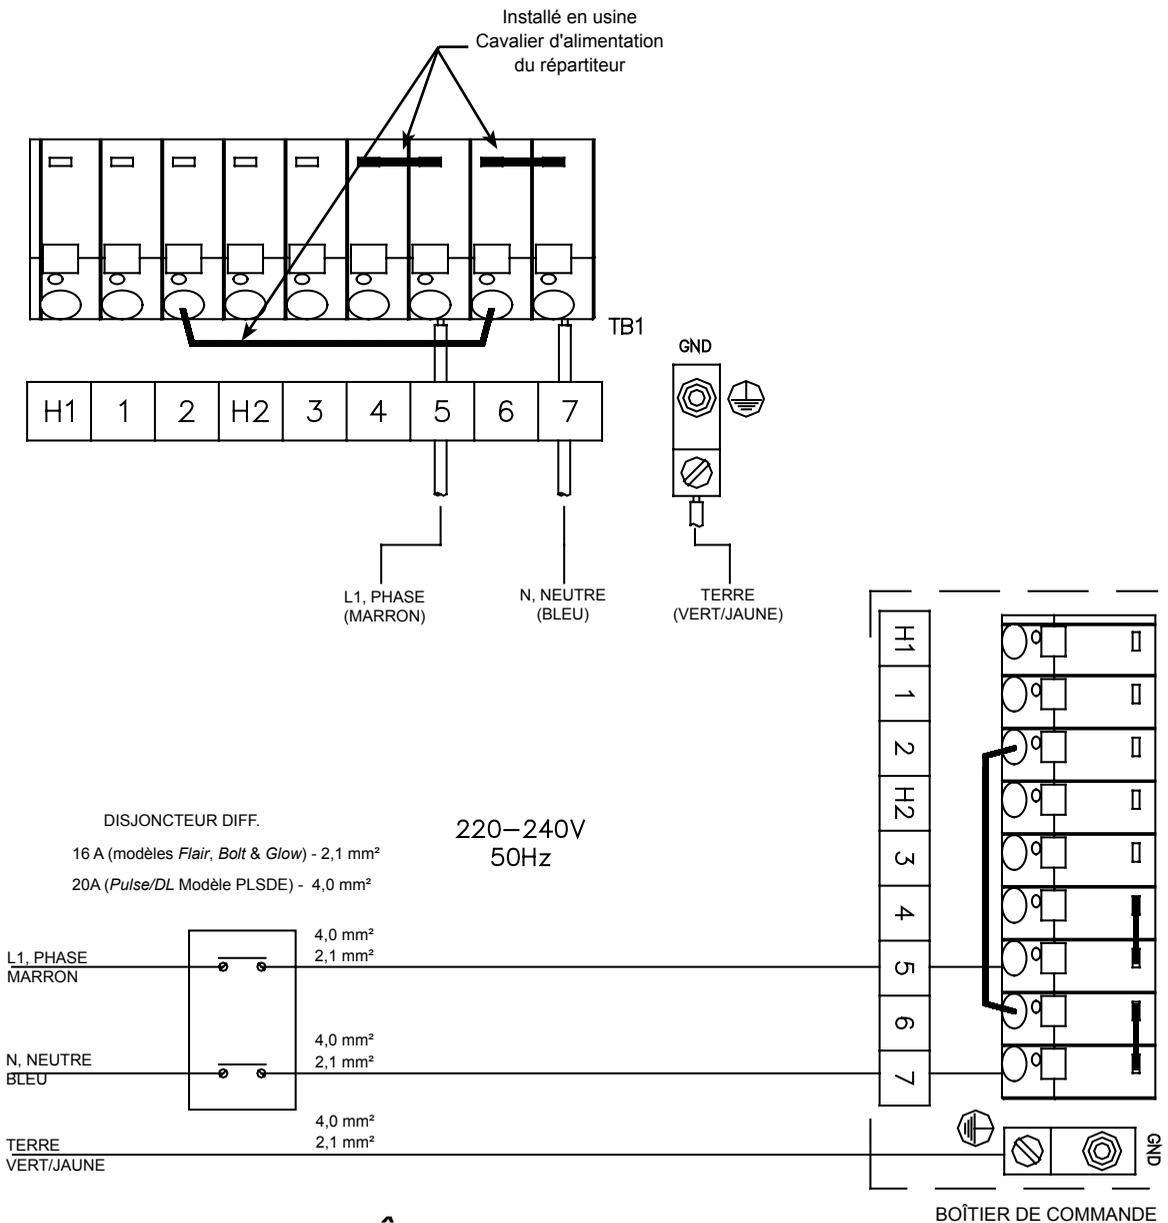 Installé en usine
Cavalier d'alimentation
du répartiteur
TB1
H1 1 2 H2 3 4 5 6 7
GND
L1, PHASE
(MARRON)
N, NEUTRE
(BLEU)
TERRE
(VERT/JAUNE)
H1
1
2
H2
3
4
5
6
7
DISJONCTEUR DIFF.
16 A (modèles Flair, Bolt & Glow) - 2,1 mm²
20A (Pulse/DL Modèle PLSDE) - 4,0 mm²
220-240V
50Hz
L1, PHASE
MARRON
4,0 mm²
2,1 mm²
N, NEUTRE
BLEU
4,0 mm²
2,1 mm²
TERRE
VERT/JAUNE
4,0 mm²
2,1 mm²
GND
BOÎTIER DE COMMANDE